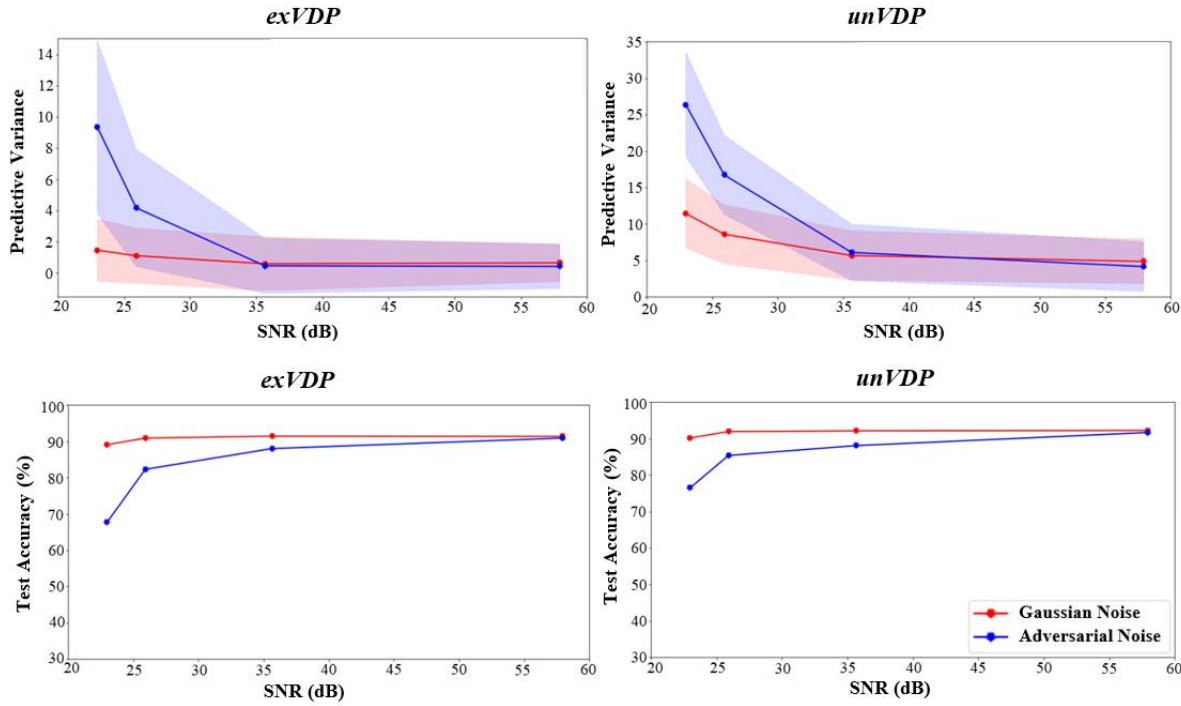 exVDP
Predictive Variance
14
12
10
8
6
4
2
0
20 25 30 35 40 45 50 55 60
SNR (dB)
unVDP
Predictive Variance
35
30
25
20
15
10
5
0
20 25 30 35 40 45 50 55 60
SNR (dB)
exVDP
Test Accuracy (%)
100
90
80
70
60
50
40
30
20 25 30 35 40 45 50 55 60
SNR (dB)
unVDP
Test Accuracy (%)
100
90
80
70
60
50
40
30
20 25 30 35 40 45 50 55 60
SNR (dB)
Gaussian Noise
Adversarial Noise